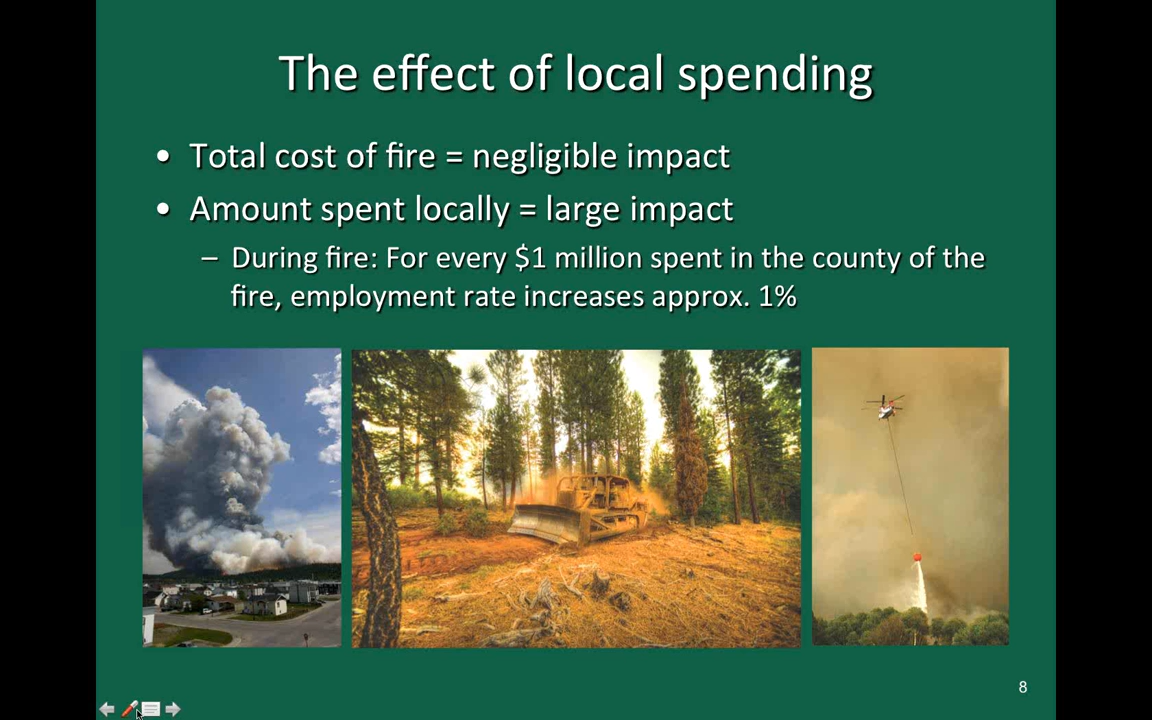 The effect of local spending
• Total cost of fire = negligible impact
• Amount spent locally = large impact
– During fire: For every $1 million spent in the county of the
fire, employment rate increases approx. 1%
8